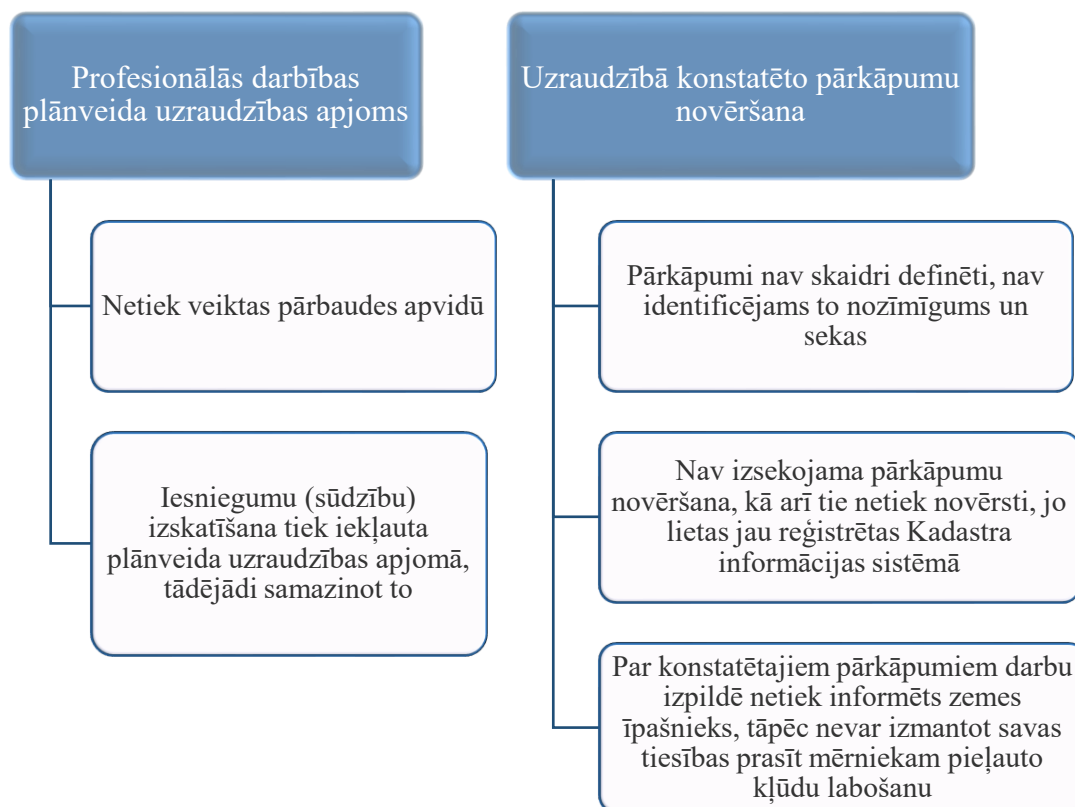 Profesionālās darbības
plānveida uzraudzības apjoms
Netiek veiktas pārbaudes apvidū
Iesniegumu (sūdzību)
izskatīšana tiek iekļauta
plānveida uzraudzības apjomā,
tādējādi samazinot to
Uzraudzībā konstatēto pārkāpumu
novēršana
Pārkāpumi nav skaidri definēti, nav
identificējams to nozīmīgums un
sekas
Nav izsekojama pārkāpumu
novēršana, kā arī tie netiek novērsti, jo
lietas jau reģistrētas Kadastra
informācijas sistēmā
Par konstatētajiem pārkāpumiem darbu
izpildē netiek informēts zemes
īpašnieks, tāpēc nevar izmantot savas
tiesības prasīt mērniekam pieļauto
kļūdu labošanu